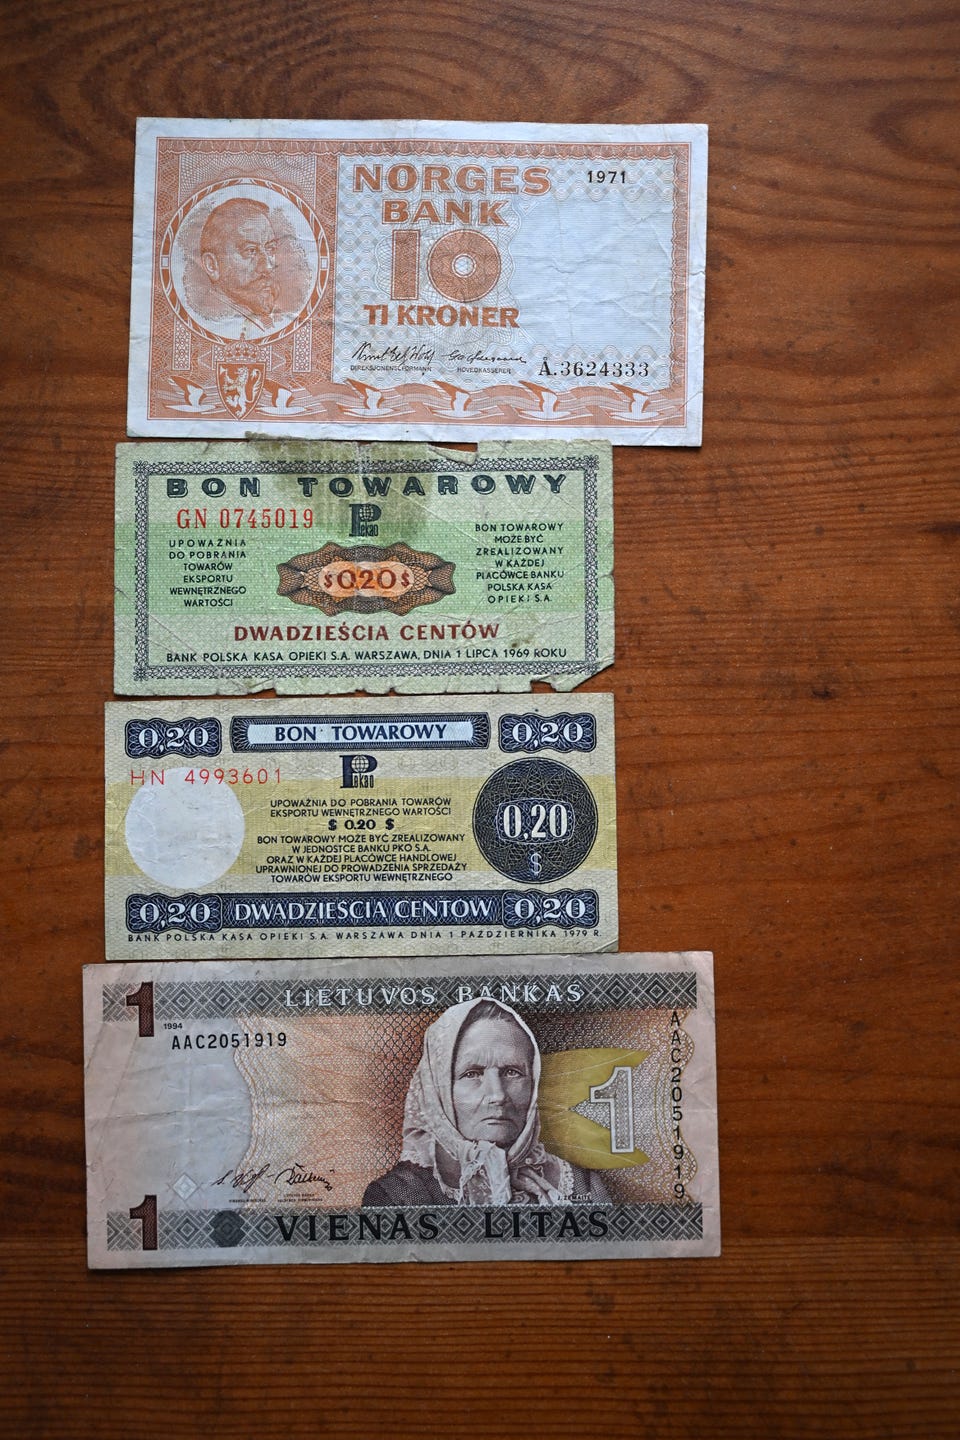 NORGES
BANK
1971
10
TI KRONER
DIREKSJONENS FORMANN
HOVEDKASSERER
Å.3624333
BON TOWAROWY
GN 0745019
Pekao
UPOWAŻNIA
DO POBRANIA
TOWARÓW
EKSPORTU
WEWNĘTRZNEGO
WARTOŚCI
$0.20$
BON TOWAROWY
MOŻE BYĆ
ZREALIZOWANY
W KAŻDEJ
PLACÓWCE BANKU
POLSKA KASA
OPIEKI S.A.
DWADZIEŚCIA CENTÓW
BANK POLSKA KASA OPIEKI S.A. WARSZAWA, DNIA 1 LIPCA 1969 ROKU
0,20 BON TOWAROWY 0,20
HN 4993601
Pekao
UPOWAŻNIA DO POBRANIA TOWARÓW
EKSPORTU WEWNĘTRZNEGO WARTOŚCI
$ 0.20 $
BON TOWAROWY MOŻE BYĆ ZREALIZOWANY
W JEDNOSTCE BANKU PKO S.A.
ORAZ W KAŻDEJ PLACÓWCE HANDLOWEJ
UPRAWNIONEJ DO PROWADZENIA SPRZEDAŻY
TOWARÓW EKSPORTU WEWNĘTRZNEGO
0,20
$
0,20 DWADZIEŚCIA CENTÓW 0,20
BANK POLSKA KASA OPIEKI S.A. WARSZAWA DNIA 1 PAŹDZIERNIKA 1979 R.
1
LIETUVOS BANKAS
1994
AAC2051919
AAC2051919
1
J. ŽEMAITĖ
1
VIENAS LITAS